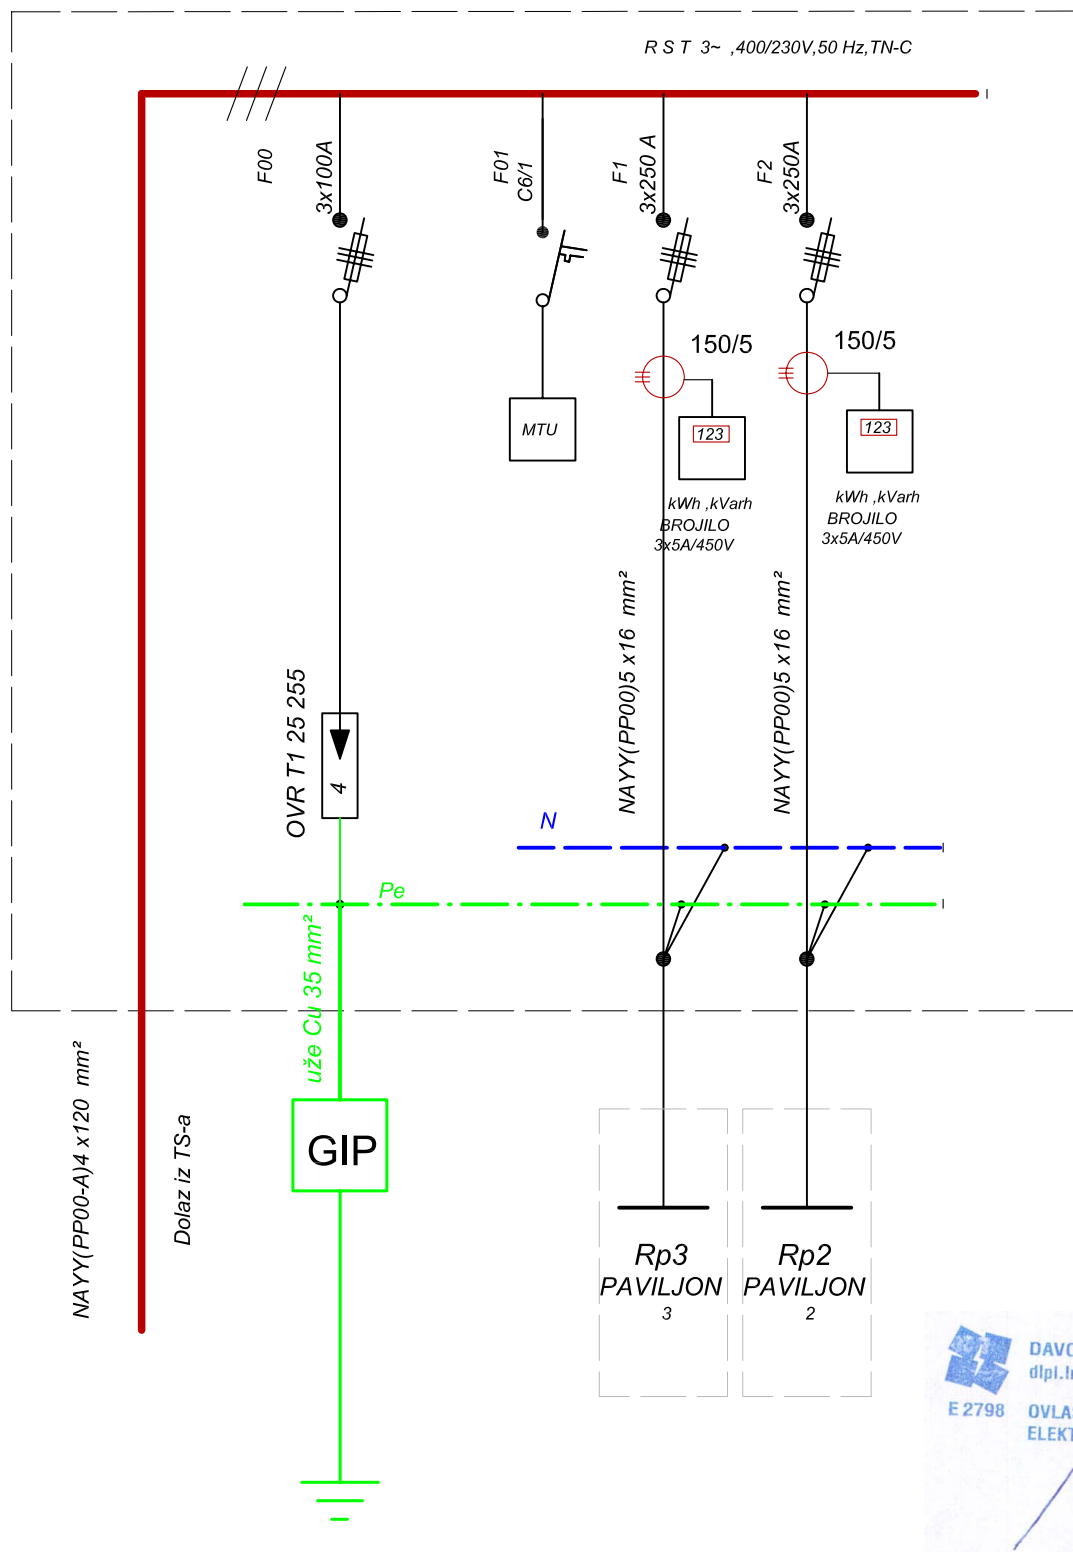 R S T 3~ ,400/230V,50 Hz,TN-C
F00
3x100A
F01
C6/1
F1
3x250 A
F2
3x250A
150/5
150/5
MTU
123
123
kWh ,kVarh
BROJILO
3x5A/450V
kWh ,kVarh
BROJILO
3x5A/450V
NAYY(PP00)5 x16 mm²
NAYY(PP00)5 x16 mm²
OVR T1 25 255
4
N
Pe
uže Cu 35 mm²
NAYY(PP00-A)4 x120 mm²
Dolaz iz TS-a
GIP
Rp3
PAVILJON
3
Rp2
PAVILJON
2
E 2798